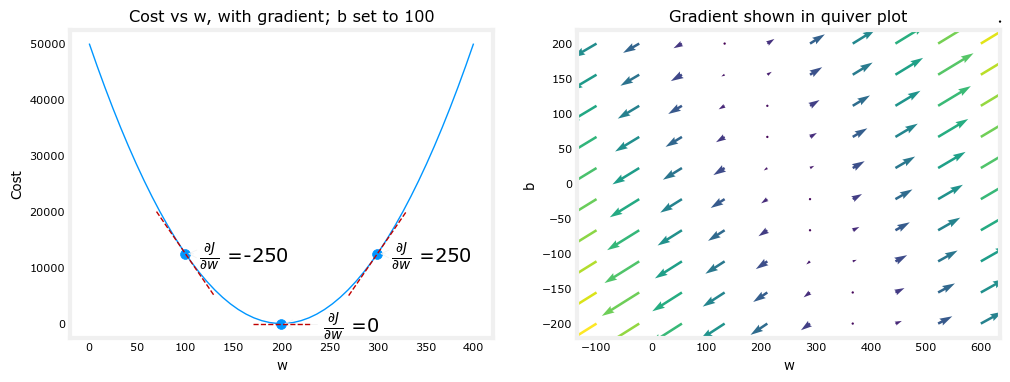 Cost vs w, with gradient; b set to 100
Cost
50000
40000
30000
20000
10000
0
∂J/∂w =-250
∂J/∂w =250
∂J/∂w =0
0 50 100 150 200 250 300 350 400
w
Gradient shown in quiver plot
.
b
200
150
100
50
0
−50
−100
−150
−200
−100 0 100 200 300 400 500 600
w